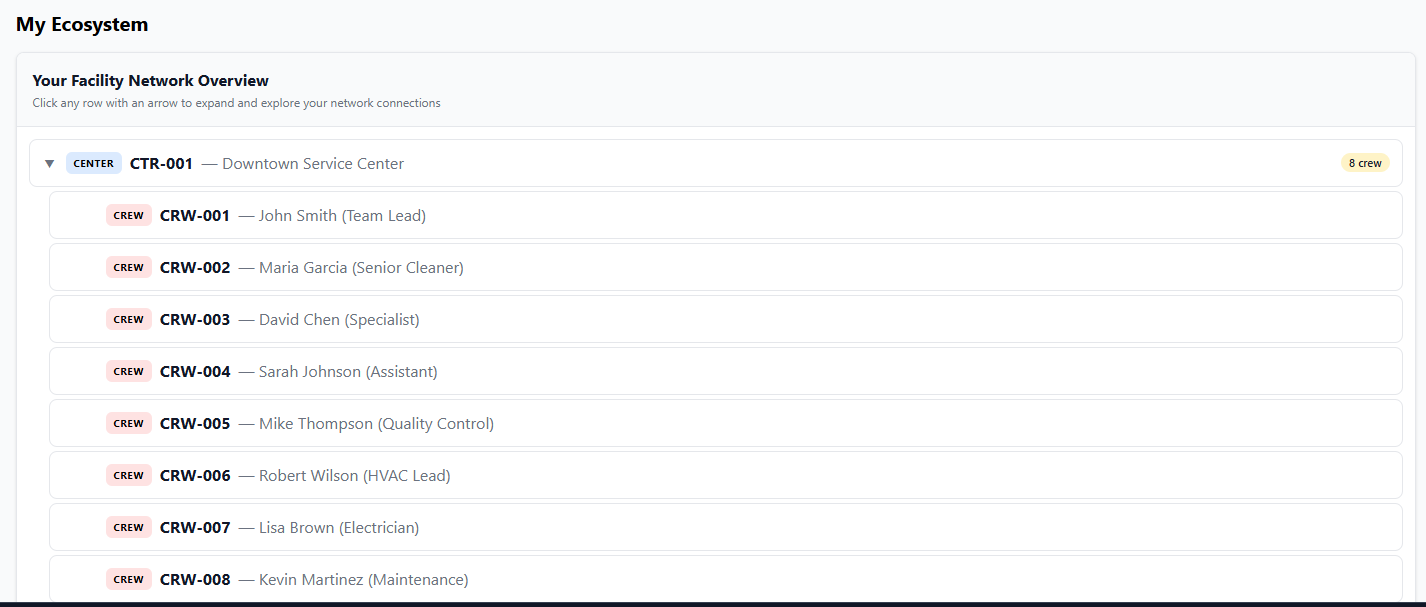 My Ecosystem
Your Facility Network Overview
Click any row with an arrow to expand and explore your network connections
▼ CENTER CTR-001 — Downtown Service Center 8 crew
CREW CRW-001 — John Smith (Team Lead)
CREW CRW-002 — Maria Garcia (Senior Cleaner)
CREW CRW-003 — David Chen (Specialist)
CREW CRW-004 — Sarah Johnson (Assistant)
CREW CRW-005 — Mike Thompson (Quality Control)
CREW CRW-006 — Robert Wilson (HVAC Lead)
CREW CRW-007 — Lisa Brown (Electrician)
CREW CRW-008 — Kevin Martinez (Maintenance)